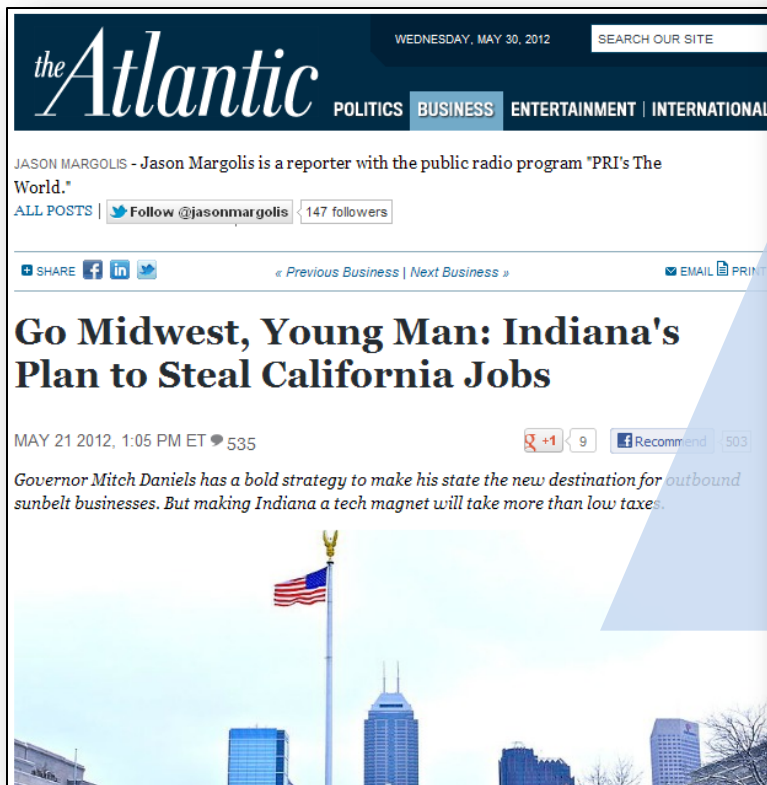 WEDNESDAY, MAY 30, 2012
SEARCH OUR SITE
the Atlantic
POLITICS BUSINESS ENTERTAINMENT | INTERNATIONAL
JASON MARGOLIS - Jason Margolis is a reporter with the public radio program "PRI's The
World."
ALL POSTS | Follow @jasonmargolis 147 followers
SHARE « Previous Business | Next Business » EMAIL PRINT
Go Midwest, Young Man: Indiana's
Plan to Steal California Jobs
MAY 21 2012, 1:05 PM ET 535 +1 9 Recommend 503
Governor Mitch Daniels has a bold strategy to make his state the new destination for outbound
sunbelt businesses. But making Indiana a tech magnet will take more than low taxes.